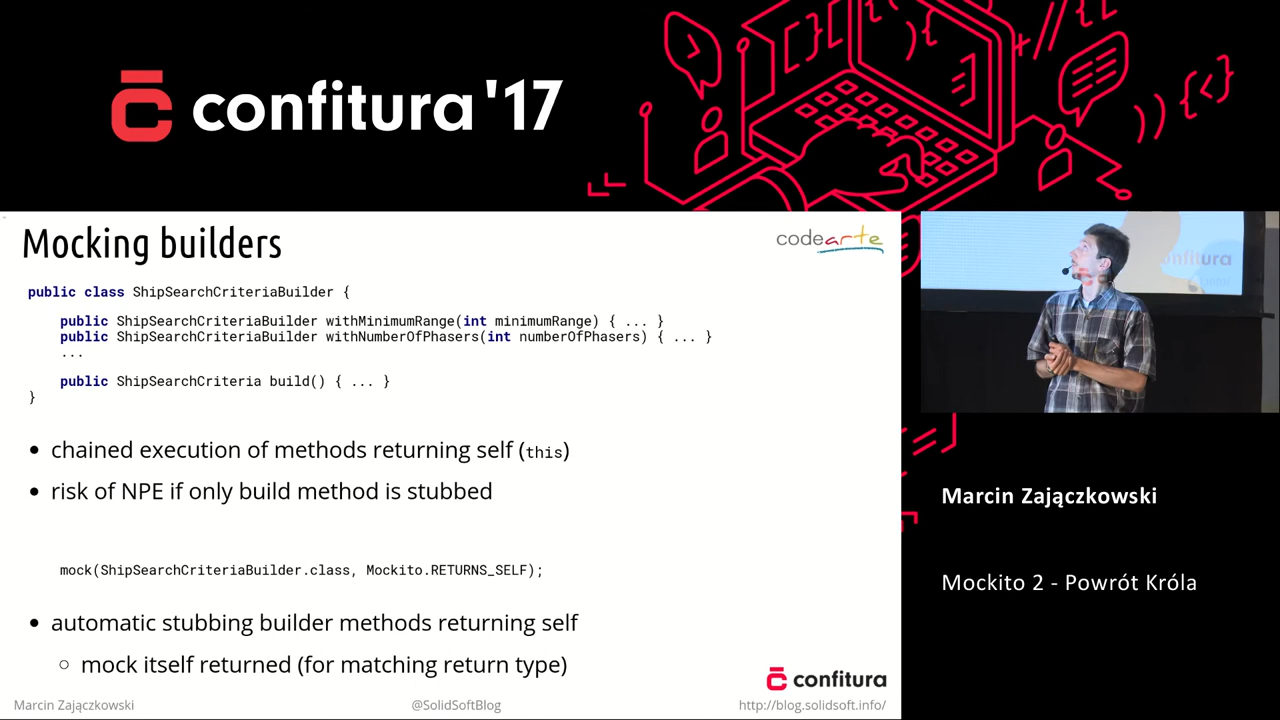 confitura '17
Mocking builders
codearte
public class ShipSearchCriteriaBuilder {
public ShipSearchCriteriaBuilder withMinimumRange(int minimumRange) { ... }
public ShipSearchCriteriaBuilder withNumberOfPhasers(int numberOfPhasers) { ... }
...
public ShipSearchCriteria build() { ... }
}
• chained execution of methods returning self (this)
• risk of NPE if only build method is stubbed
mock(ShipSearchCriteriaBuilder.class, Mockito.RETURNS_SELF);
• automatic stubbing builder methods returning self
○ mock itself returned (for matching return type)
confitura
Marcin Zajączkowski
@SolidSoftBlog
http://blog.solidsoft.info/
Marcin Zajączkowski
Mockito 2 - Powrót Króla